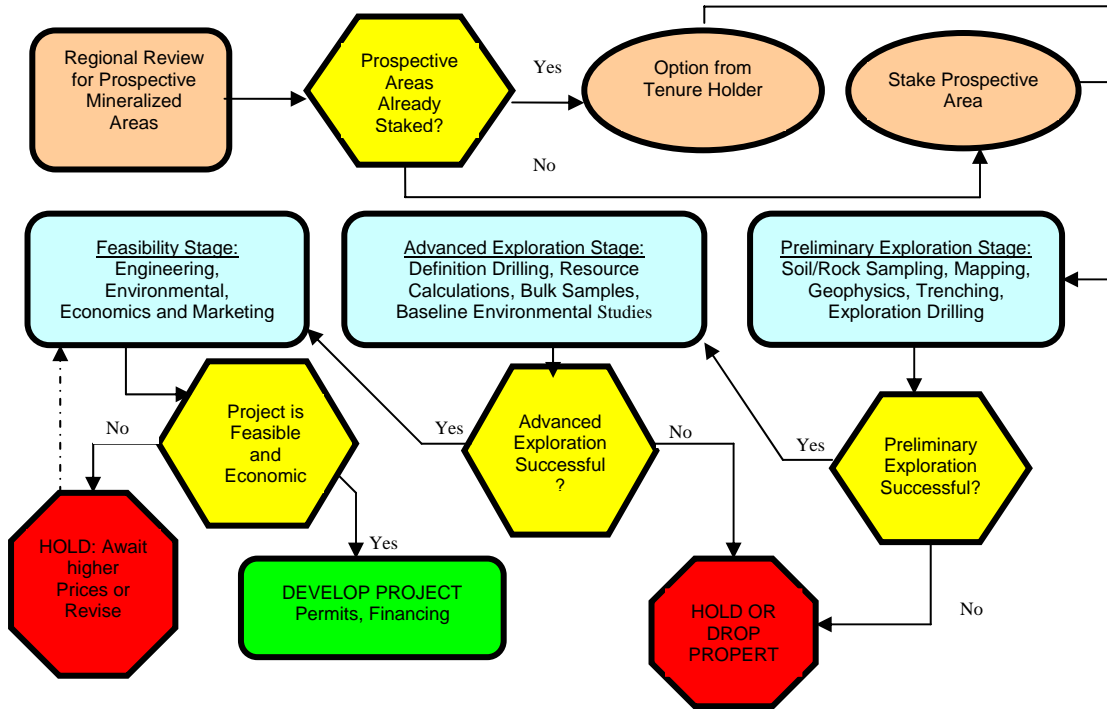 Regional Review
for Prospective
Mineralized
Areas
Prospective
Areas
Already
Staked?
Yes
No
Option from
Tenure Holder
Stake Prospective
Area
Feasibility Stage:
Engineering,
Environmental,
Economics and Marketing
Advanced Exploration Stage:
Definition Drilling, Resource
Calculations, Bulk Samples,
Baseline Environmental Studies
Preliminary Exploration Stage:
Soil/Rock Sampling, Mapping,
Geophysics, Trenching,
Exploration Drilling
No
Project is
Feasible
and
Economic
Yes
Advanced
Exploration
Successful
?
No
Yes
Preliminary
Exploration
Successful?
HOLD: Await
higher
Prices or
Revise
Yes
DEVELOP PROJECT
Permits, Financing
HOLD OR
DROP
PROPERT
No